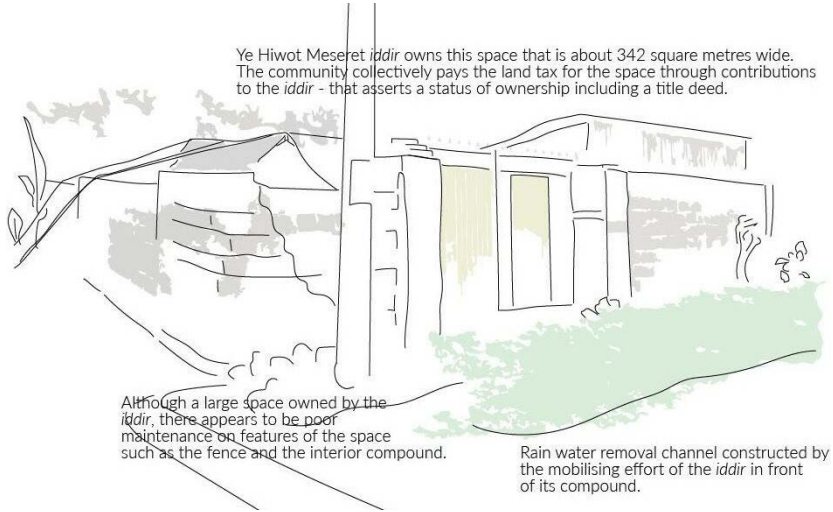 Ye Hiwot Meseret iddir owns this space that is about 342 square metres wide.
The community collectively pays the land tax for the space through contributions
to the iddir - that asserts a status of ownership including a title deed.
Although a large space owned by the
iddir, there appears to be poor
maintenance on features of the space
such as the fence and the interior compound.
Rain water removal channel constructed by
the mobilising effort of the iddir in front
of its compound.